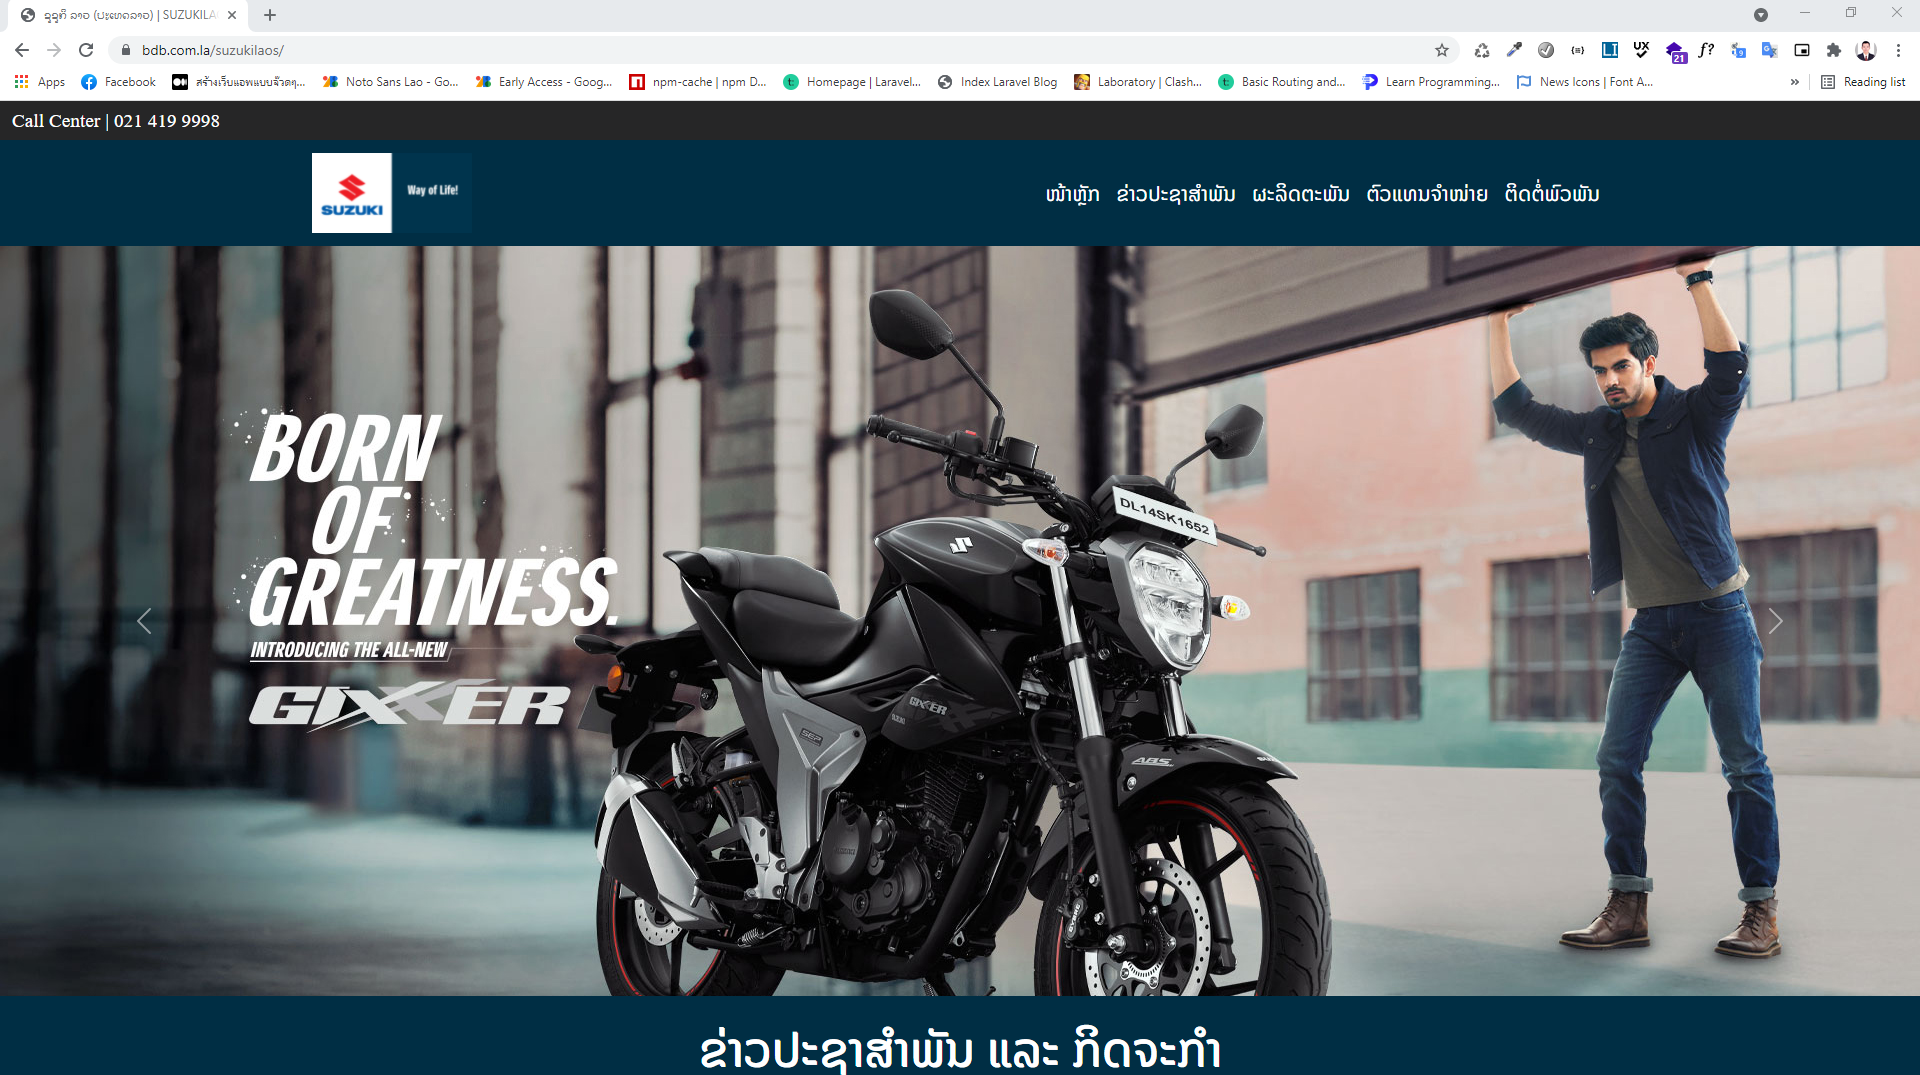 ຊູຊູກິ ລາວ (ປະເທດລາວ) | SUZUKILA
bdb.com.la/suzukilaos/
21
Apps
Facebook
สร้างเว็บแอพแบบจ๊วดๆ...
Noto Sans Lao - Go...
Early Access - Goog...
npm-cache | npm D...
Homepage | Laravel...
Index Laravel Blog
Laboratory | Clash...
Basic Routing and...
Learn Programming...
News Icons | Font A...
»
Reading list
Call Center | 021 419 9998
SUZUKI
Way of Life!
ໜ້າຫຼັກ
ຂ່າວປະຊາສຳພັນ
ຜະລິດຕະພັນ
ຕົວແທນຈຳໜ່າຍ
ຕິດຕໍ່ພົວພັນ
BORN
OF
GREATNESS.
INTRODUCING THE ALL-NEW
GIXXER
DL14SK1652
GIXXER
SEP
ABS
ຂ່າວປະຊາສຳພັນ ແລະ ກິດຈະກຳ